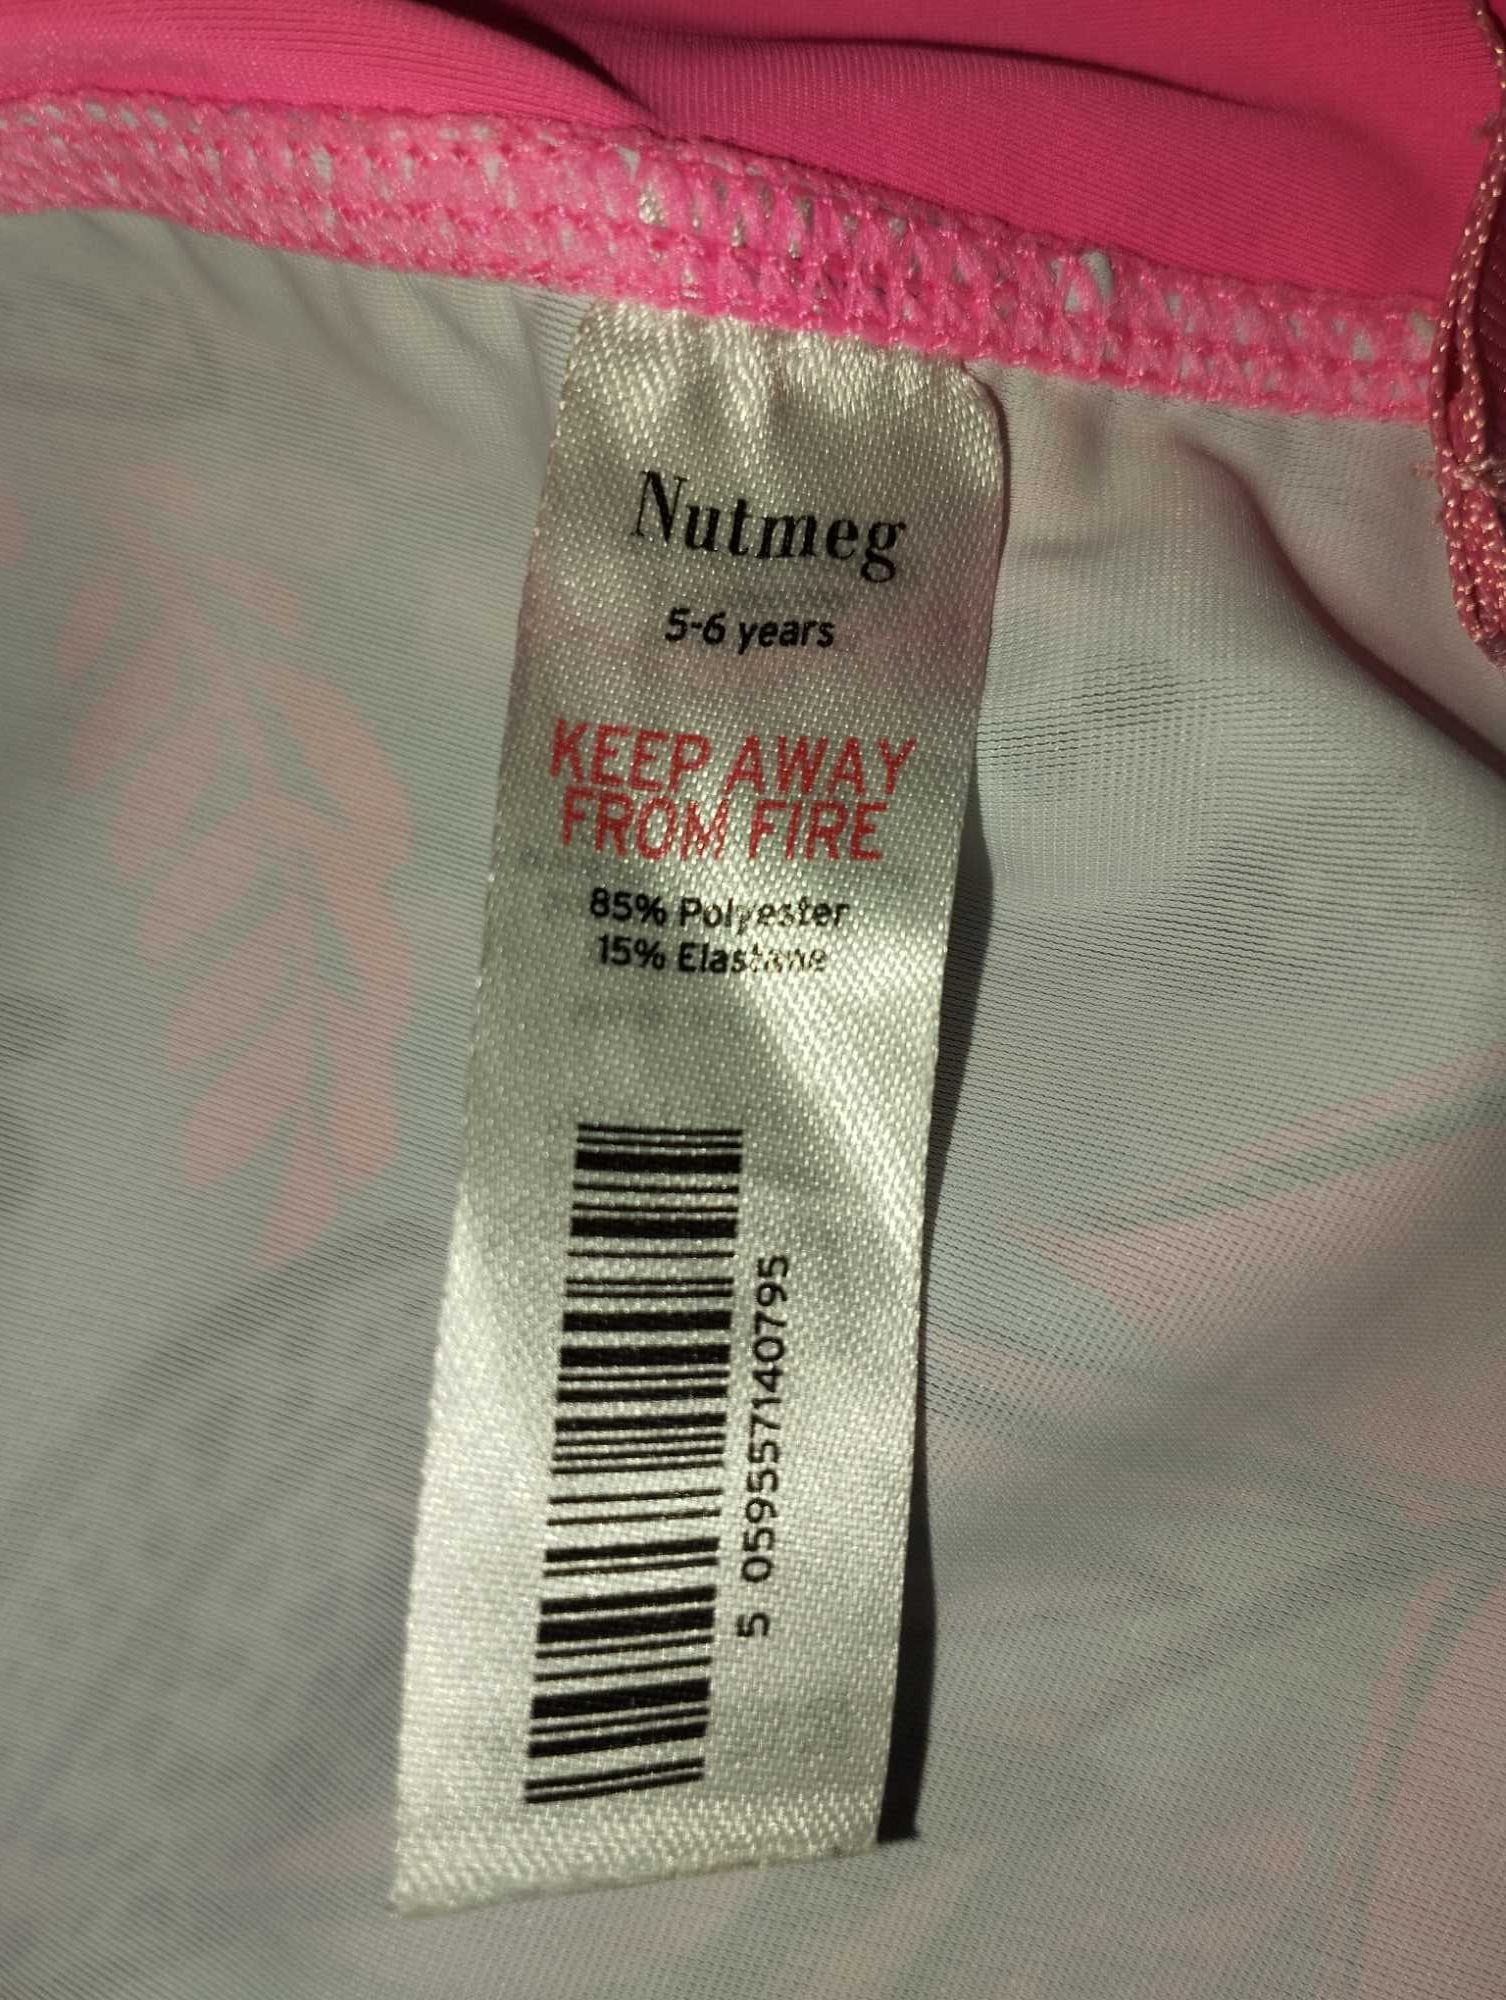 Nutmeg
5-6 years
KEEP AWAY
FROM FIRE
85% Polyester
15% Elastane
5 059557140795